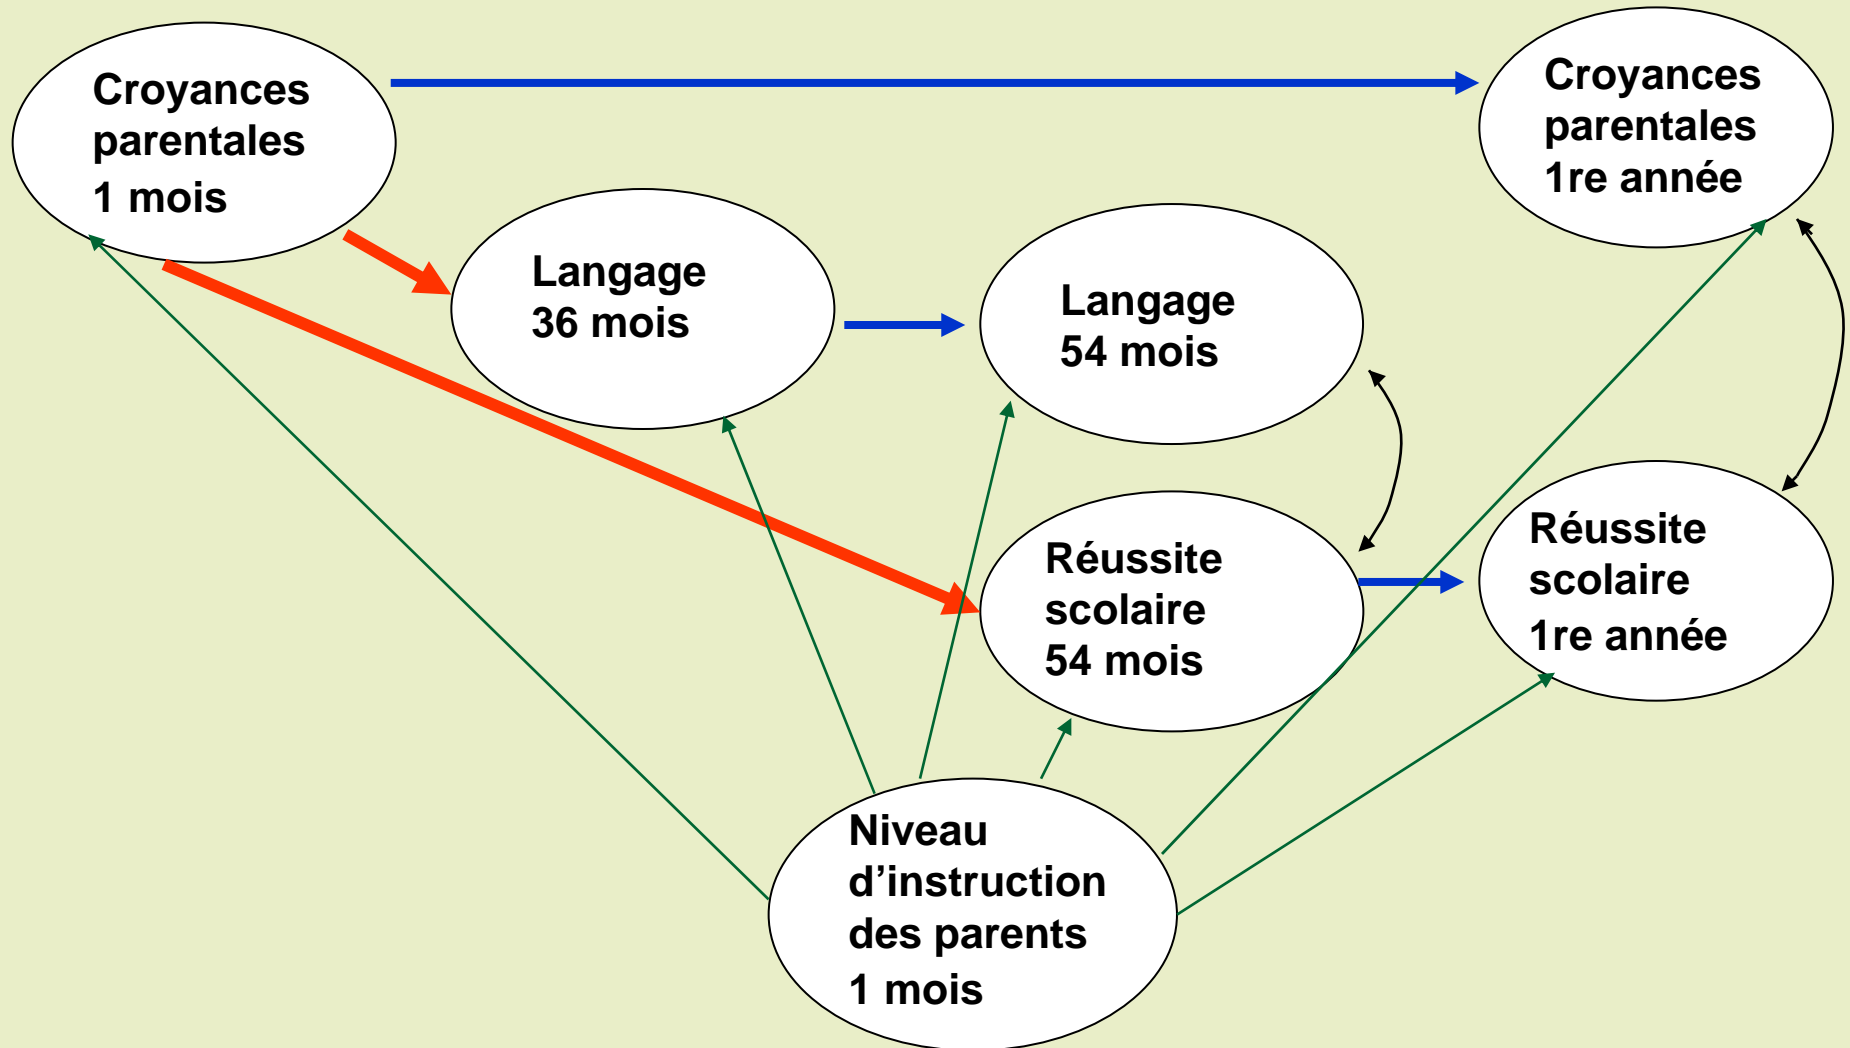 Croyances
parentales
1 mois
Croyances
parentales
1re année
Langage
36 mois
Langage
54 mois
Réussite
scolaire
54 mois
Réussite
scolaire
1re année
Niveau
d’instruction
des parents
1 mois